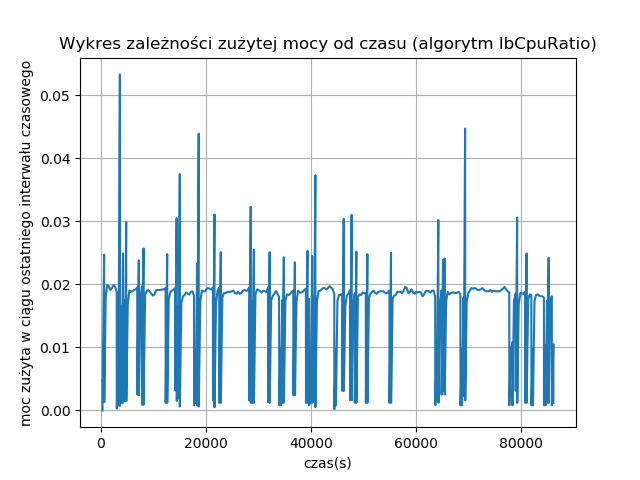 Wykres zależności zużytej mocy od czasu (algorytm lbCpuRatio)
moc zużyta w ciągu ostatniego interwału czasowego
0.05
0.04
0.03
0.02
0.01
0.00
0 20000 40000 60000 80000
czas(s)